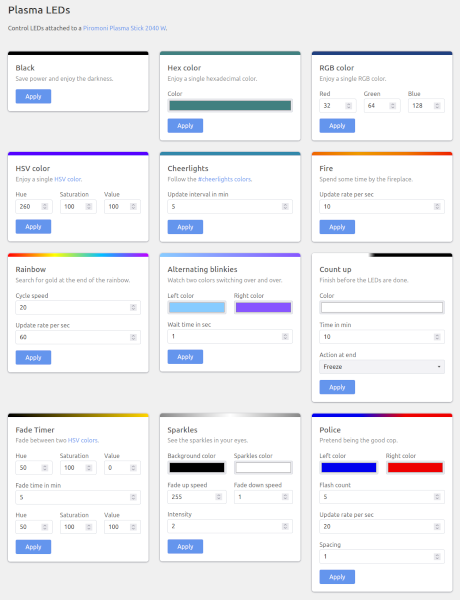 Plasma LEDs
Control LEDs attached to a Pimoroni Plasma Stick 2040 W.
Black
Save power and enjoy the darkness.
Apply
Hex color
Enjoy a single hexadecimal color.
Color
Apply
RGB color
Enjoy a single RGB color.
Red Green Blue
32 64 128
Apply
HSV color
Enjoy a single HSV color.
Hue Saturation Value
260 100 100
Apply
Cheerlights
Follow the #cheerlights colors.
Update interval in min
5
Apply
Fire
Spend some time by the fireplace.
Update rate per sec
10
Apply
Rainbow
Search for gold at the end of the rainbow.
Cycle speed
20
Update rate per sec
60
Apply
Alternating blinkies
Watch two colors switching over and over.
Left color Right color
Wait time in sec
1
Apply
Count up
Finish before the LEDs are done.
Color
Time in min
10
Action at end
Freeze
Apply
Fade Timer
Fade between two HSV colors.
Hue Saturation Value
50 100 0
Fade time in min
5
Hue Saturation Value
50 100 100
Apply
Sparkles
See the sparkles in your eyes.
Background color Sparkles color
Fade up speed Fade down speed
255 1
Intensity
2
Apply
Police
Pretend being the good cop.
Left color Right color
Flash count
5
Update rate per sec
20
Spacing
1
Apply